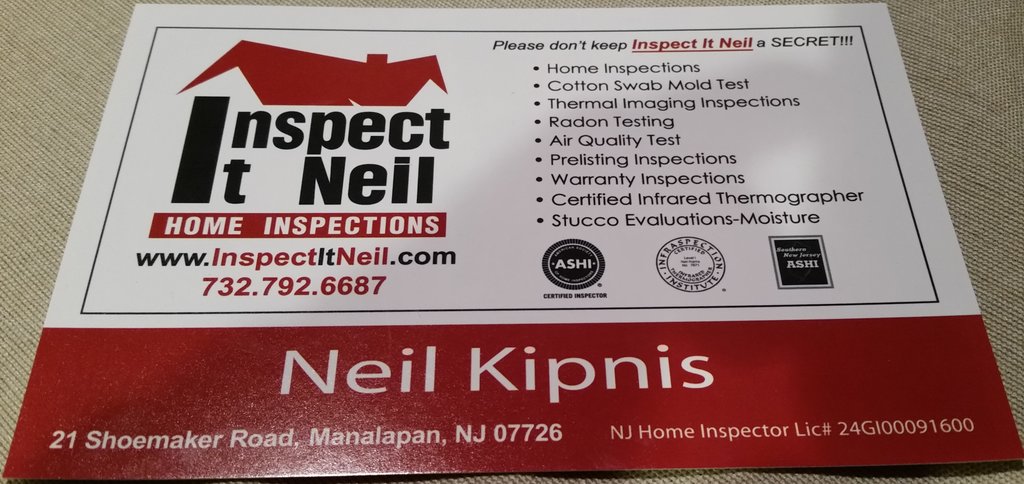 Inspect
It Neil
HOME INSPECTIONS
www.InspectItNeil.com
732.792.6687
Please don't keep Inspect It Neil a SECRET!!!
• Home Inspections
• Cotton Swab Mold Test
• Thermal Imaging Inspections
• Radon Testing
• Air Quality Test
• Prelisting Inspections
• Warranty Inspections
• Certified Infrared Thermographer
• Stucco Evaluations-Moisture
ASHI
CERTIFIED INSPECTOR
INFRASPECTION
INSTITUTE
CERTIFIED
Southern
New Jersey
ASHI
Neil Kipnis
21 Shoemaker Road, Manalapan, NJ 07726
NJ Home Inspector Lic# 24GI00091600